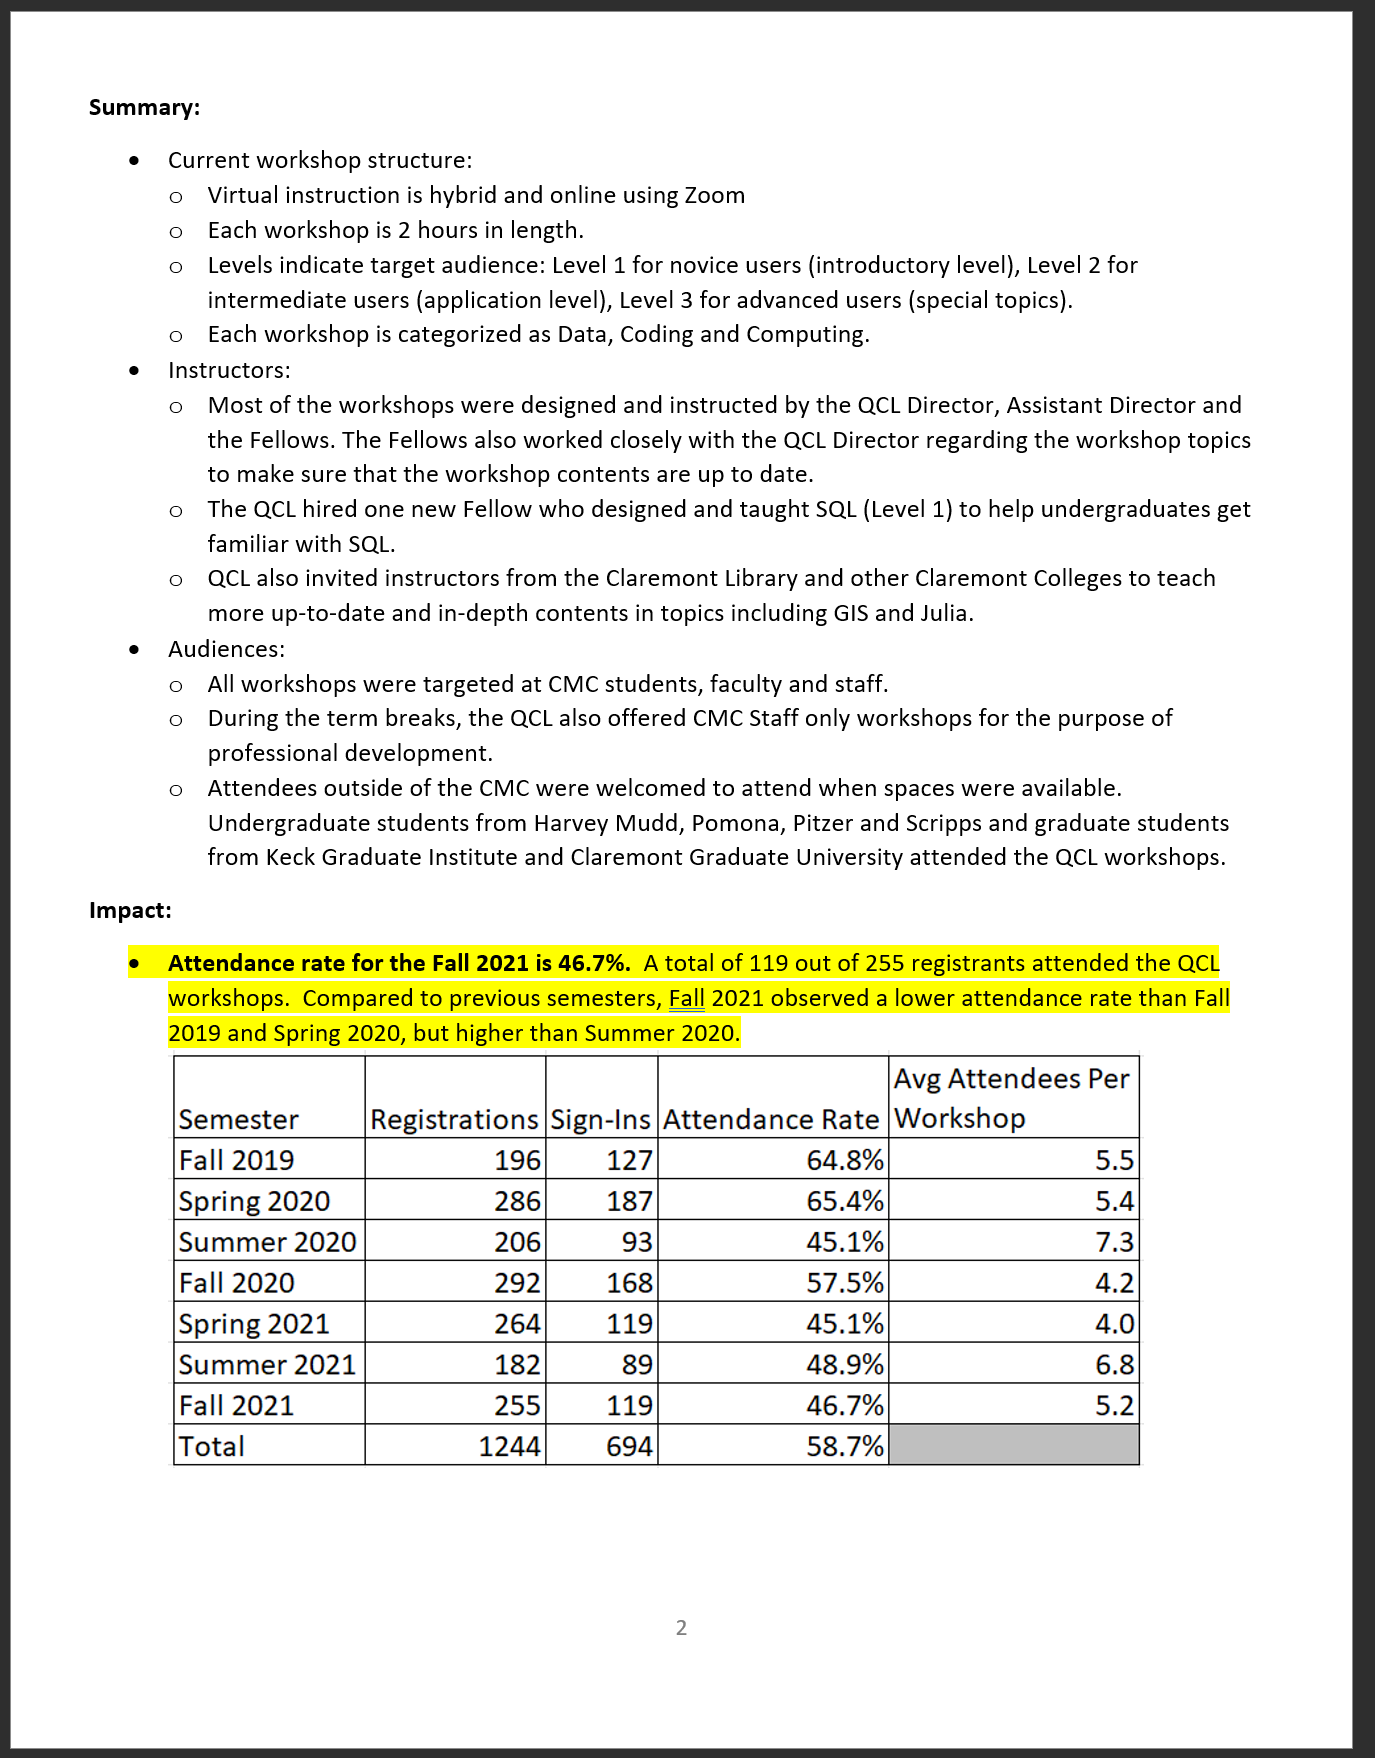 Summary:
• Current workshop structure:
o Virtual instruction is hybrid and online using Zoom
o Each workshop is 2 hours in length.
o Levels indicate target audience: Level 1 for novice users (introductory level), Level 2 for
intermediate users (application level), Level 3 for advanced users (special topics).
o Each workshop is categorized as Data, Coding and Computing.
• Instructors:
o Most of the workshops were designed and instructed by the QCL Director, Assistant Director and
the Fellows. The Fellows also worked closely with the QCL Director regarding the workshop topics
to make sure that the workshop contents are up to date.
o The QCL hired one new Fellow who designed and taught SQL (Level 1) to help undergraduates get
familiar with SQL.
o QCL also invited instructors from the Claremont Library and other Claremont Colleges to teach
more up-to-date and in-depth contents in topics including GIS and Julia.
• Audiences:
o All workshops were targeted at CMC students, faculty and staff.
o During the term breaks, the QCL also offered CMC Staff only workshops for the purpose of
professional development.
o Attendees outside of the CMC were welcomed to attend when spaces were available.
Undergraduate students from Harvey Mudd, Pomona, Pitzer and Scripps and graduate students
from Keck Graduate Institute and Claremont Graduate University attended the QCL workshops.
Impact:
• Attendance rate for the Fall 2021 is 46.7%.  A total of 119 out of 255 registrants attended the QCL
workshops.  Compared to previous semesters, Fall 2021 observed a lower attendance rate than Fall
2019 and Spring 2020, but higher than Summer 2020.
Semester Registrations Sign-Ins Attendance Rate Avg Attendees Per Workshop
Fall 2019 196 127 64.8% 5.5
Spring 2020 286 187 65.4% 5.4
Summer 2020 206 93 45.1% 7.3
Fall 2020 292 168 57.5% 4.2
Spring 2021 264 119 45.1% 4.0
Summer 2021 182 89 48.9% 6.8
Fall 2021 255 119 46.7% 5.2
Total 1244 694 58.7%
2